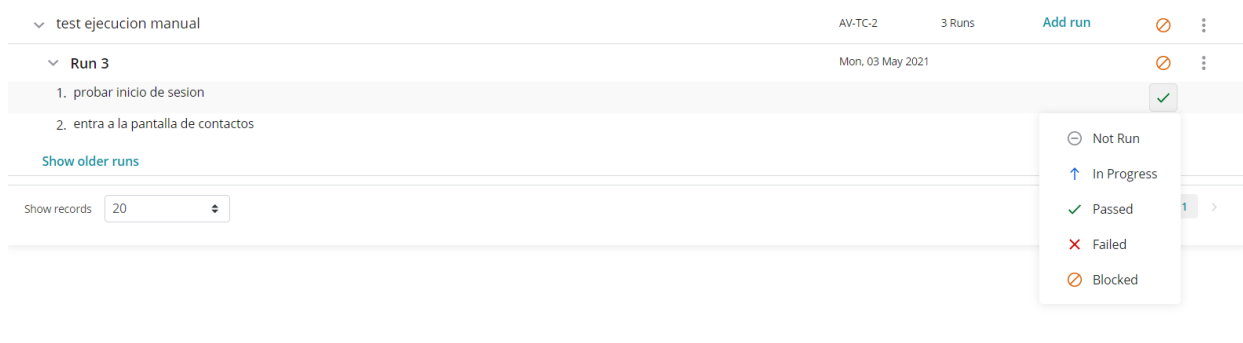 test ejecucion manual AV-TC-2 3 Runs Add run
Run 3 Mon, 03 May 2021
1. probar inicio de sesion
2. entra a la pantalla de contactos
Show older runs
Show records 20 1
Not Run
In Progress
Passed
Failed
Blocked